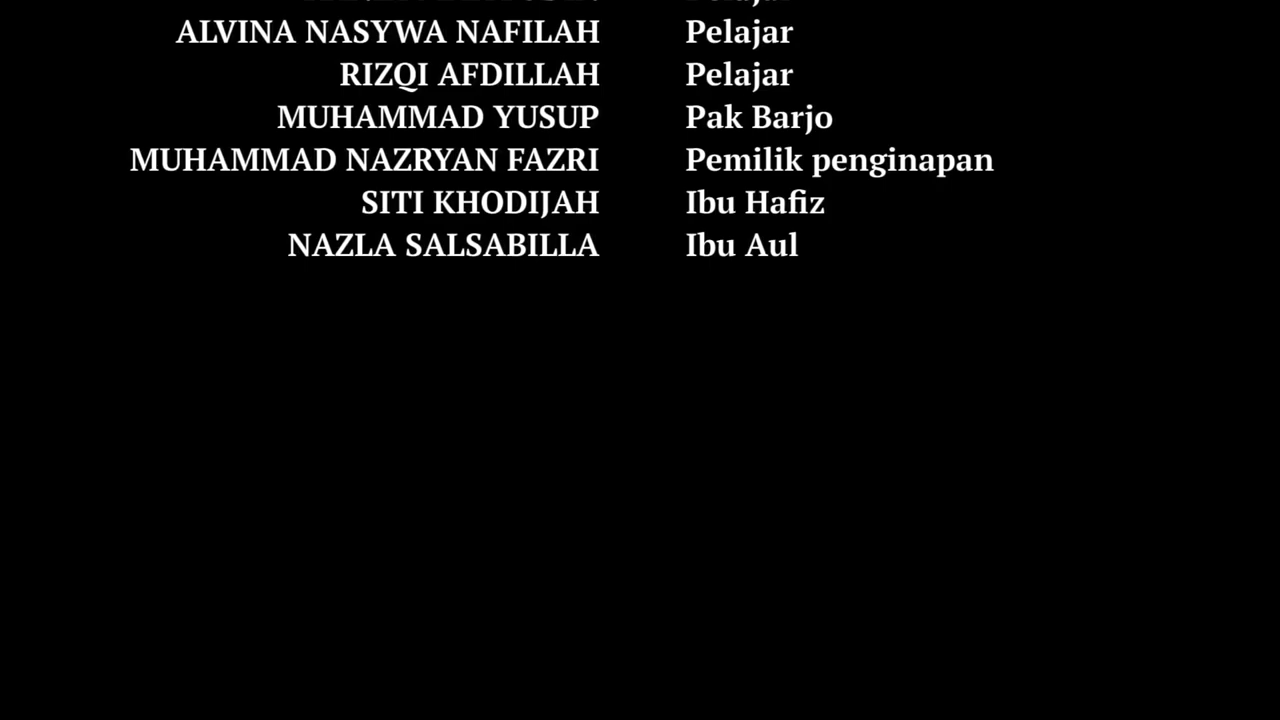 ALVINA NASYWA NAFILAH Pelajar
RIZQI AFDILLAH Pelajar
MUHAMMAD YUSUP Pak Barjo
MUHAMMAD NAZRYAN FAZRI Pemilik penginapan
SITI KHODIJAH Ibu Hafiz
NAZLA SALSABILLA Ibu Aul